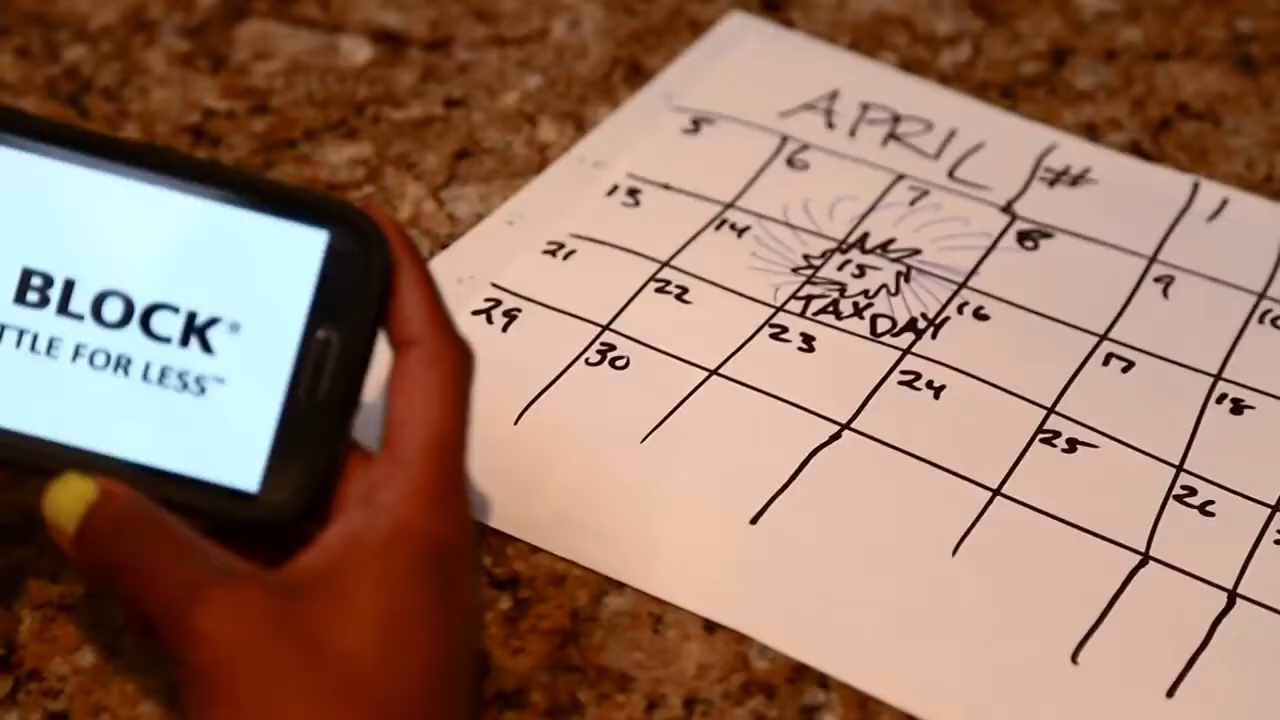 BLOCK®
TTLE FOR LESS™
APRIL
#
1
5 6 7 8 9
13 14 15 16 17 18
TAX DAY
21 22 23 24 25 26
29 30